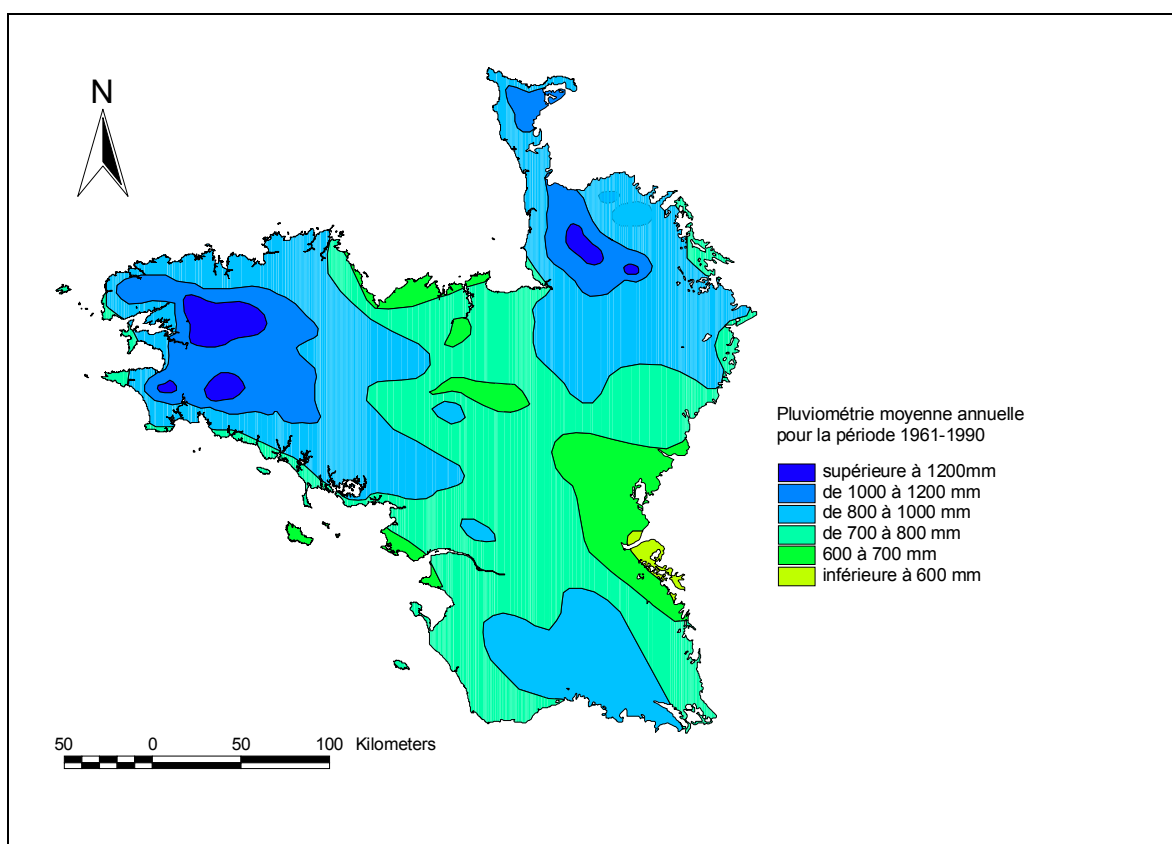 N
Pluviométrie moyenne annuelle
pour la période 1961-1990
supérieure à 1200mm
de 1000 à 1200 mm
de 800 à 1000 mm
de 700 à 800 mm
600 à 700 mm
inférieure à 600 mm
50 0 50 100 Kilometers